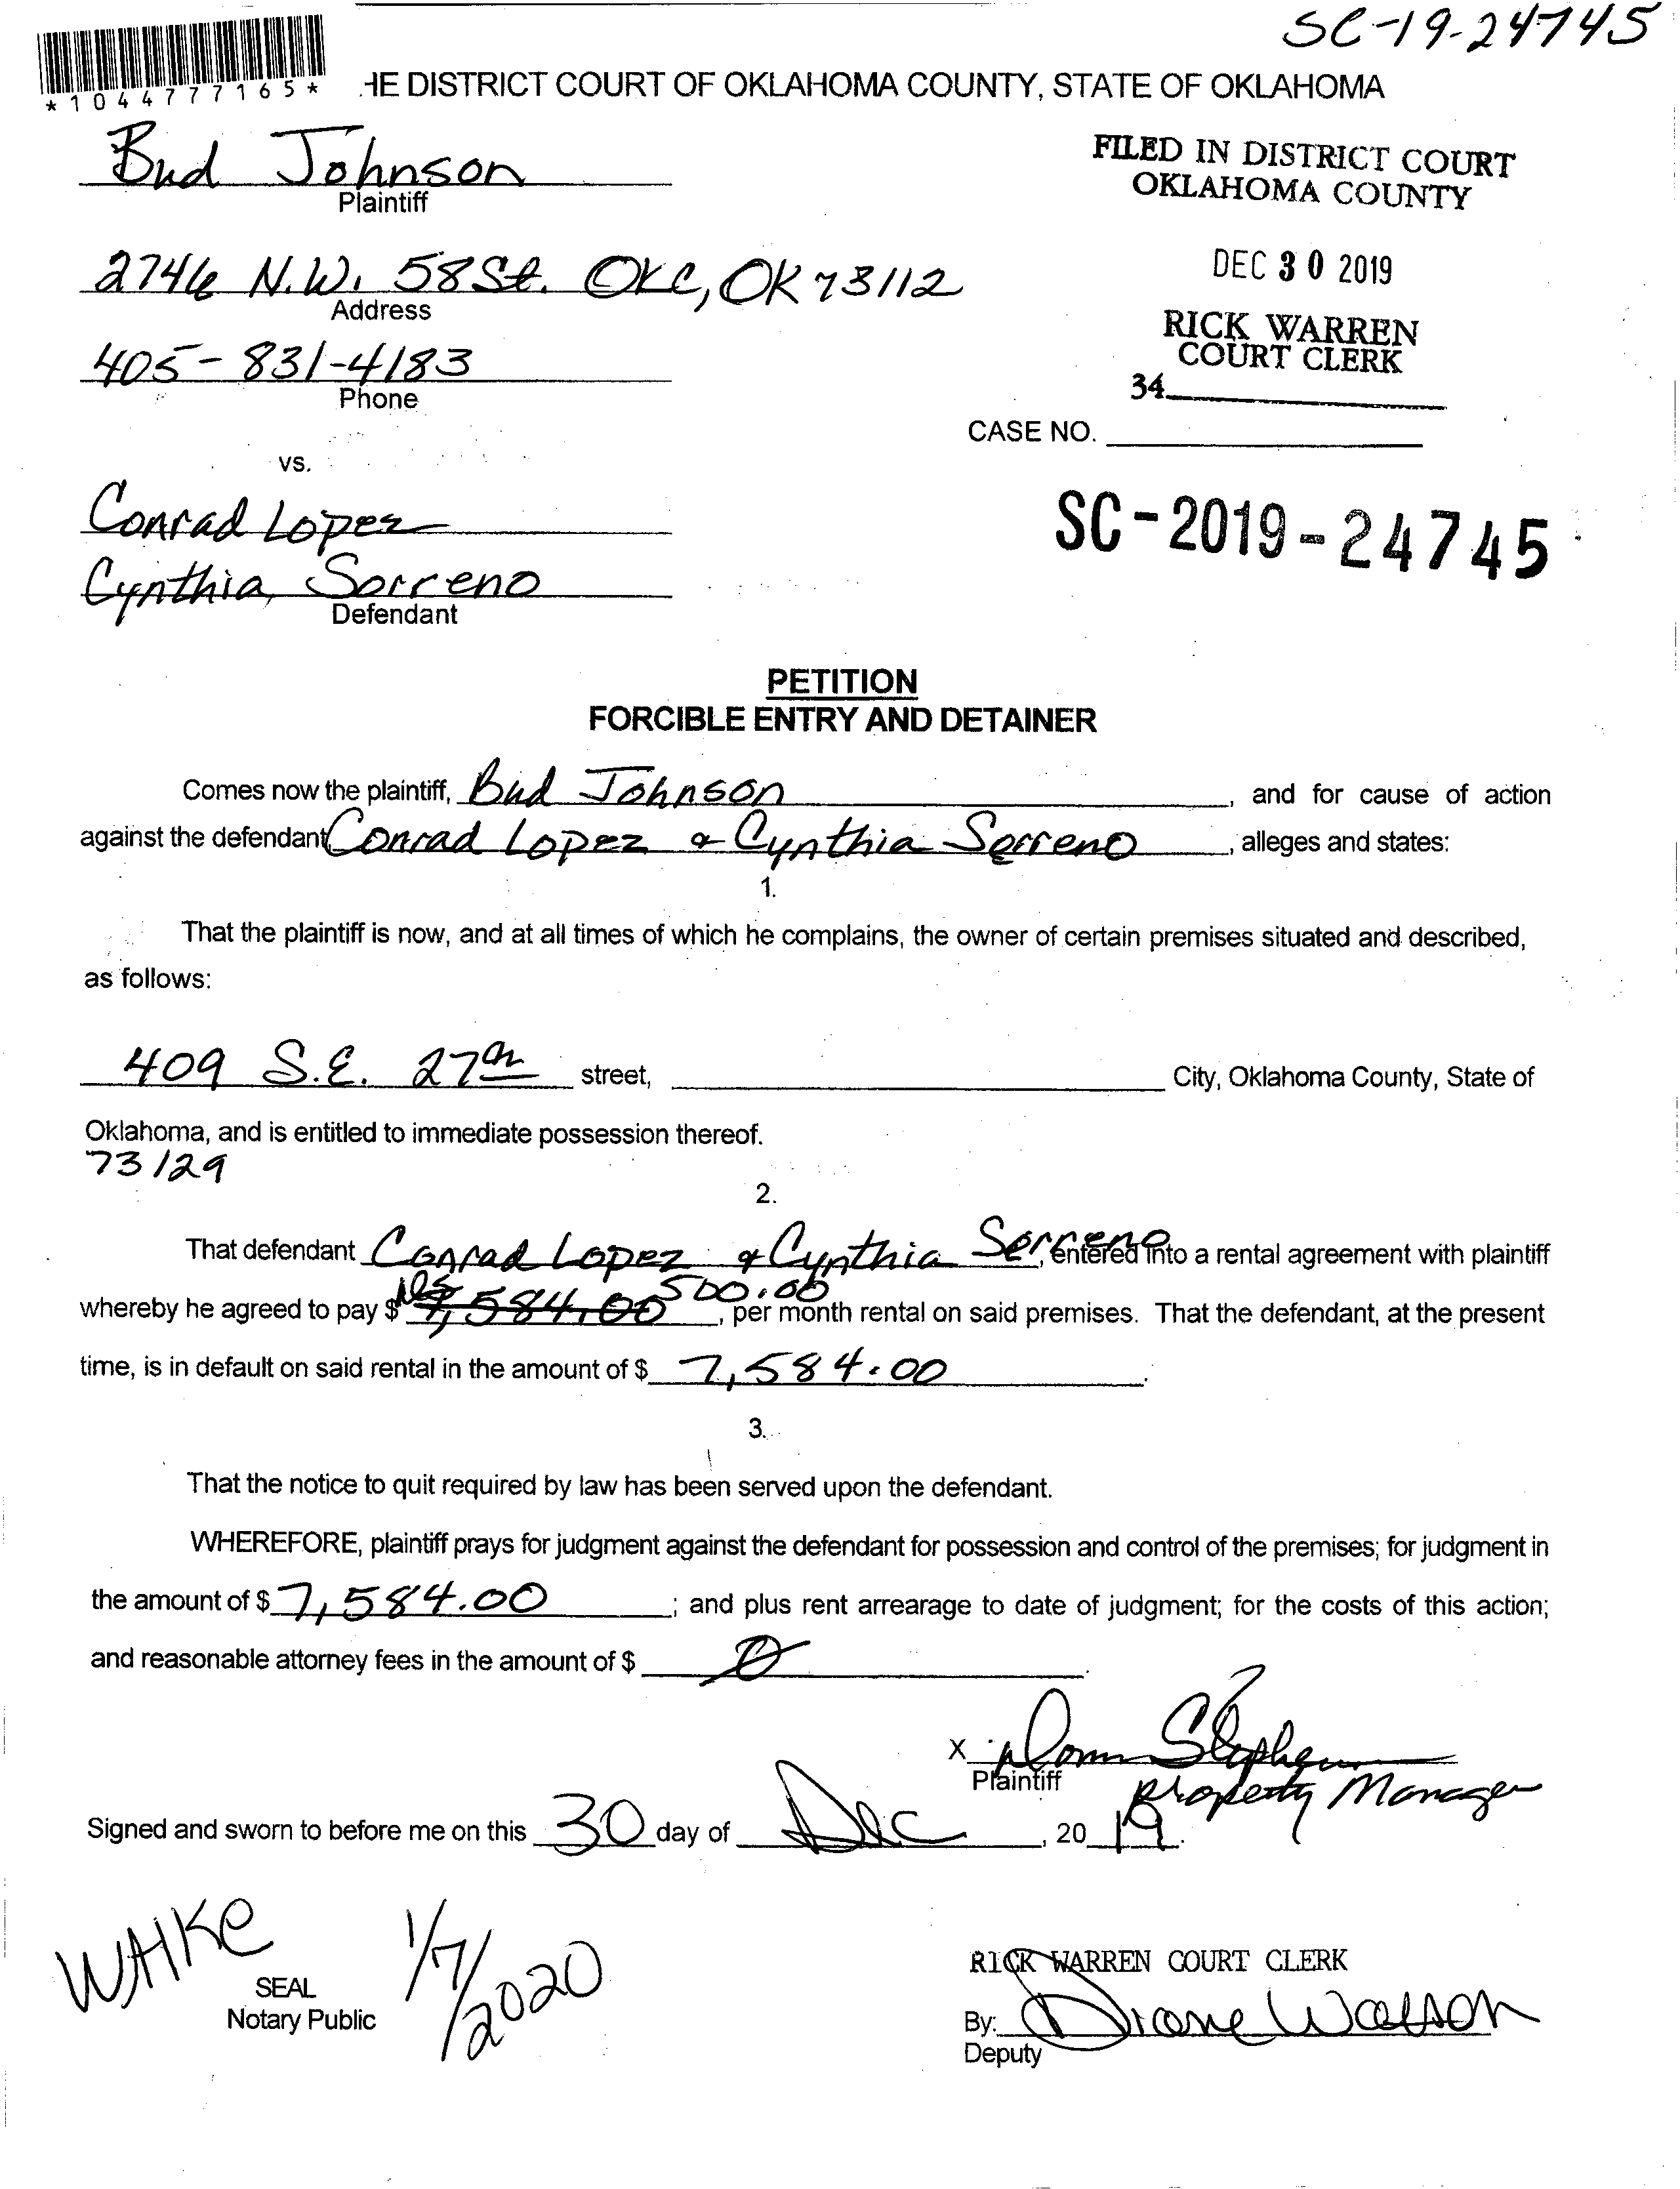 SC-19-24745
*1044777165*
HE DISTRICT COURT OF OKLAHOMA COUNTY, STATE OF OKLAHOMA
Bud Johnson
Plaintiff
FILED IN DISTRICT COURT
OKLAHOMA COUNTY
2746 N.W. 58 St. OKC, OK 73112
Address
DEC 30 2019
405-831-4183
Phone
RICK WARREN
COURT CLERK
34
CASE NO.
vs.
Conrad Lopez
SC-2019-24745
Cynthia Sorreno
Defendant
PETITION
FORCIBLE ENTRY AND DETAINER
Comes now the plaintiff, Bud Johnson, and for cause of action
against the defendant Conrad Lopez & Cynthia Serreno, alleges and states:
1.
That the plaintiff is now, and at all times of which he complains, the owner of certain premises situated and described,
as follows:
409 S.E. 27th street, City, Oklahoma County, State of
Oklahoma, and is entitled to immediate possession thereof.
73129
2.
That defendant Conrad Lopez & Cynthia Serreno, entered into a rental agreement with plaintiff
whereby he agreed to pay $ 7,584.00 500.00, per month rental on said premises. That the defendant, at the present
time, is in default on said rental in the amount of $ 7,584.00.
3.
That the notice to quit required by law has been served upon the defendant.
WHEREFORE, plaintiff prays for judgment against the defendant for possession and control of the premises; for judgment in
the amount of $ 7,584.00; and plus rent arrearage to date of judgment; for the costs of this action;
and reasonable attorney fees in the amount of $ 0.
X Stephens
Plaintiff Property Manager
Signed and sworn to before me on this 30 day of Dec, 2019.
WAIKE 1/7/2020
SEAL
Notary Public
RICK WARREN COURT CLERK
By: Diane Watson
Deputy